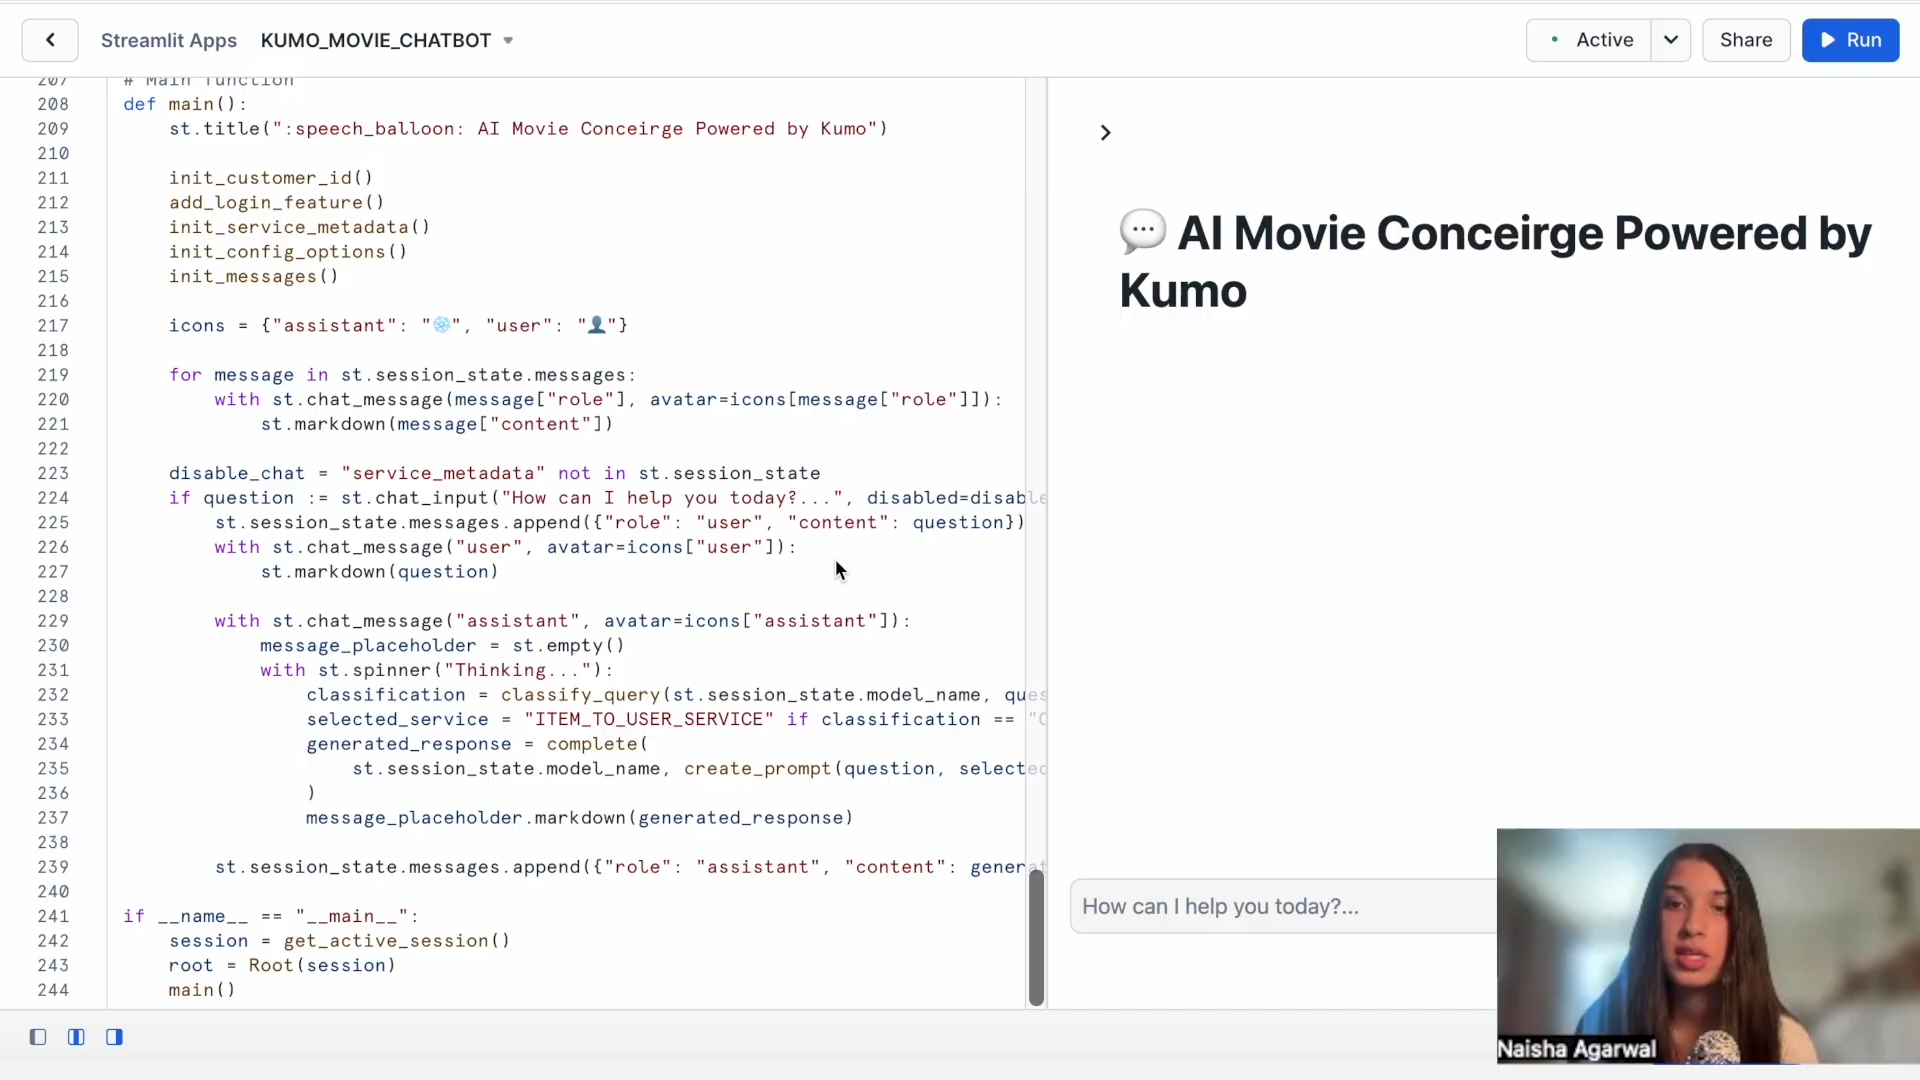 Streamlit Apps KUMO_MOVIE_CHATBOT Active Share Run
207 # Main function
208 def main():
209 st.title(":speech_balloon: AI Movie Conceirge Powered by Kumo")
210
211 init_customer_id()
212 add_login_feature()
213 init_service_metadata()
214 init_config_options()
215 init_messages()
216
217 icons = {"assistant": "❄️", "user": "👤"}
218
219 for message in st.session_state.messages:
220 with st.chat_message(message["role"], avatar=icons[message["role"]]):
221 st.markdown(message["content"])
222
223 disable_chat = "service_metadata" not in st.session_state
224 if question := st.chat_input("How can I help you today?...", disabled=disable
225 st.session_state.messages.append({"role": "user", "content": question})
226 with st.chat_message("user", avatar=icons["user"]):
227 st.markdown(question)
228
229 with st.chat_message("assistant", avatar=icons["assistant"]):
230 message_placeholder = st.empty()
231 with st.spinner("Thinking..."):
232 classification = classify_query(st.session_state.model_name, ques
233 selected_service = "ITEM_TO_USER_SERVICE" if classification == "C
234 generated_response = complete(
235 st.session_state.model_name, create_prompt(question, selected
236 )
237 message_placeholder.markdown(generated_response)
238
239 st.session_state.messages.append({"role": "assistant", "content": generat
240
241 if __name__ == "__main__":
242 session = get_active_session()
243 root = Root(session)
244 main()
💬 AI Movie Conceirge Powered by
Kumo
How can I help you today?...
Naisha Agarwal